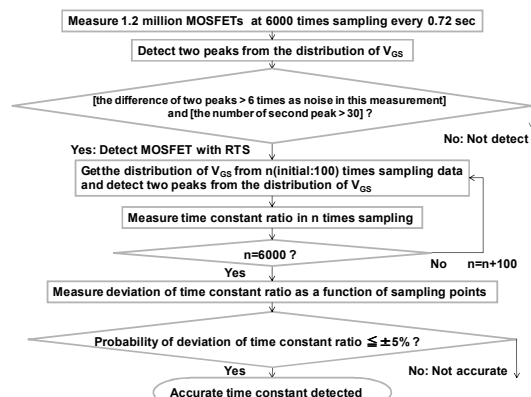 Measure 1.2 million MOSFETs at 6000 times sampling every 0.72 sec
Detect two peaks from the distribution of VGS
[the difference of two peaks > 6 times as noise in this measurement]
and [the number of second peak > 30] ?
No: Not detect
Yes: Detect MOSFET with RTS
Get the distribution of VGS from n(initial:100) times sampling data
and detect two peaks from the distribution of VGS
Measure time constant ratio in n times sampling
n=6000 ?
No n=n+100
Yes
Measure deviation of time constant ratio as a function of sampling points
Probability of deviation of time constant ratio ≦ ±5% ?
Yes
No: Not accurate
Accurate time constant detected